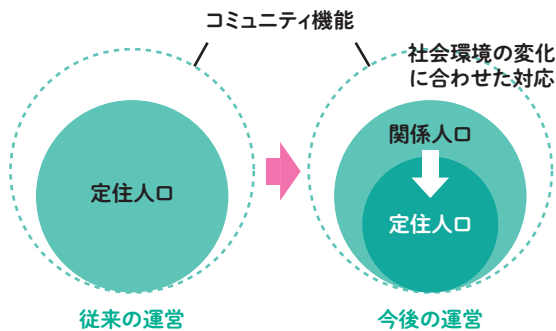 コミュニティ機能
社会環境の変化
に合わせた対応
定住人口
関係人口
定住人口
従来の運営
今後の運営